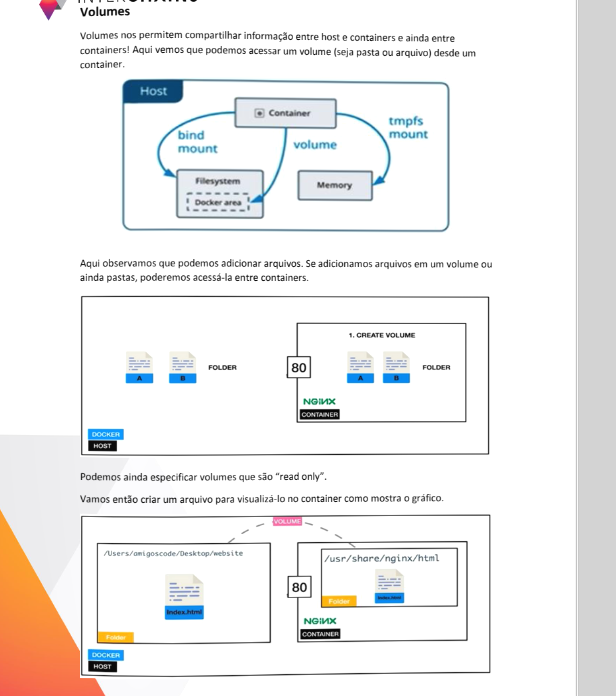 Volumes
Volumes nos permitem compartilhar informação entre host e containers e ainda entre
containers! Aqui vemos que podemos acessar um volume (seja pasta ou arquivo) desde um
container.
Host
Container
bind
mount
volume
tmpfs
mount
Filesystem
Docker area
Memory
Aqui observamos que podemos adicionar arquivos. Se adicionamos arquivos em um volume ou
ainda pastas, poderemos acessá-la entre containers.
1. CREATE VOLUME
A
B
FOLDER
80
A
B
FOLDER
NGINX
CONTAINER
DOCKER
HOST
Podemos ainda especificar volumes que são “read only”.
Vamos então criar um arquivo para visualizá-lo no container como mostra o gráfico.
VOLUME
/Users/amigoscode/Desktop/website
/usr/share/nginx/html
Index.html
80
Index.html
Folder
NGINX
CONTAINER
Folder
DOCKER
HOST